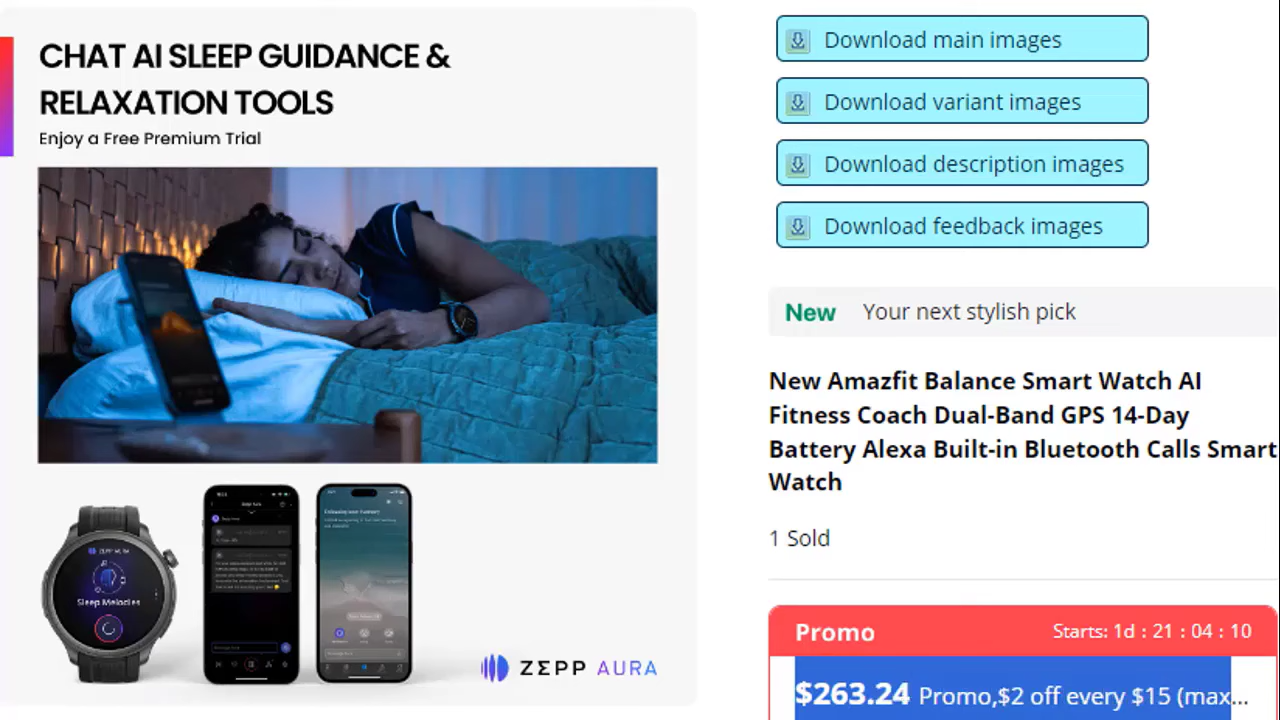 CHAT AI SLEEP GUIDANCE &
RELAXATION TOOLS
Enjoy a Free Premium Trial
ZEPP AURA
Sleep Melodies
ZEPP AURA
Download main images
Download variant images
Download description images
Download feedback images
New Your next stylish pick
New Amazfit Balance Smart Watch AI
Fitness Coach Dual-Band GPS 14-Day
Battery Alexa Built-in Bluetooth Calls Smart
Watch
1 Sold
Promo Starts: 1d : 21 : 04 : 10
$263.24 Promo,$2 off every $15 (max...